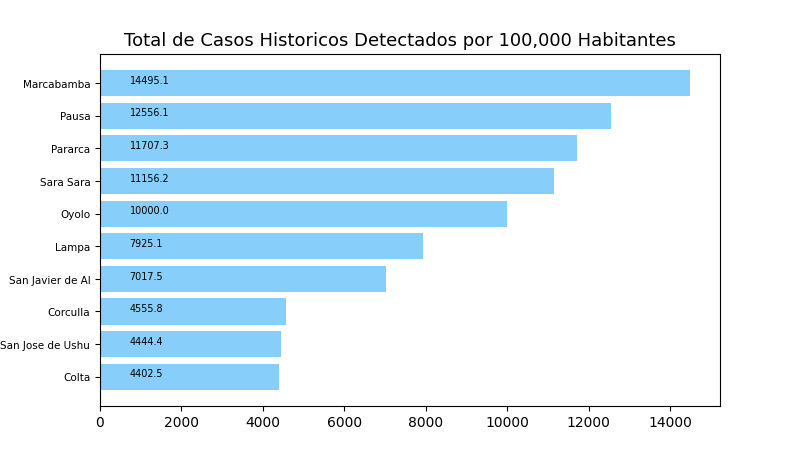 Total de Casos Historicos Detectados por 100,000 Habitantes
Marcabamba 14495.1
Pausa 12556.1
Pararca 11707.3
Sara Sara 11156.2
Oyolo 10000.0
Lampa 7925.1
San Javier de Al 7017.5
Corculla 4555.8
San Jose de Ushu 4444.4
Colta 4402.5
0 2000 4000 6000 8000 10000 12000 14000